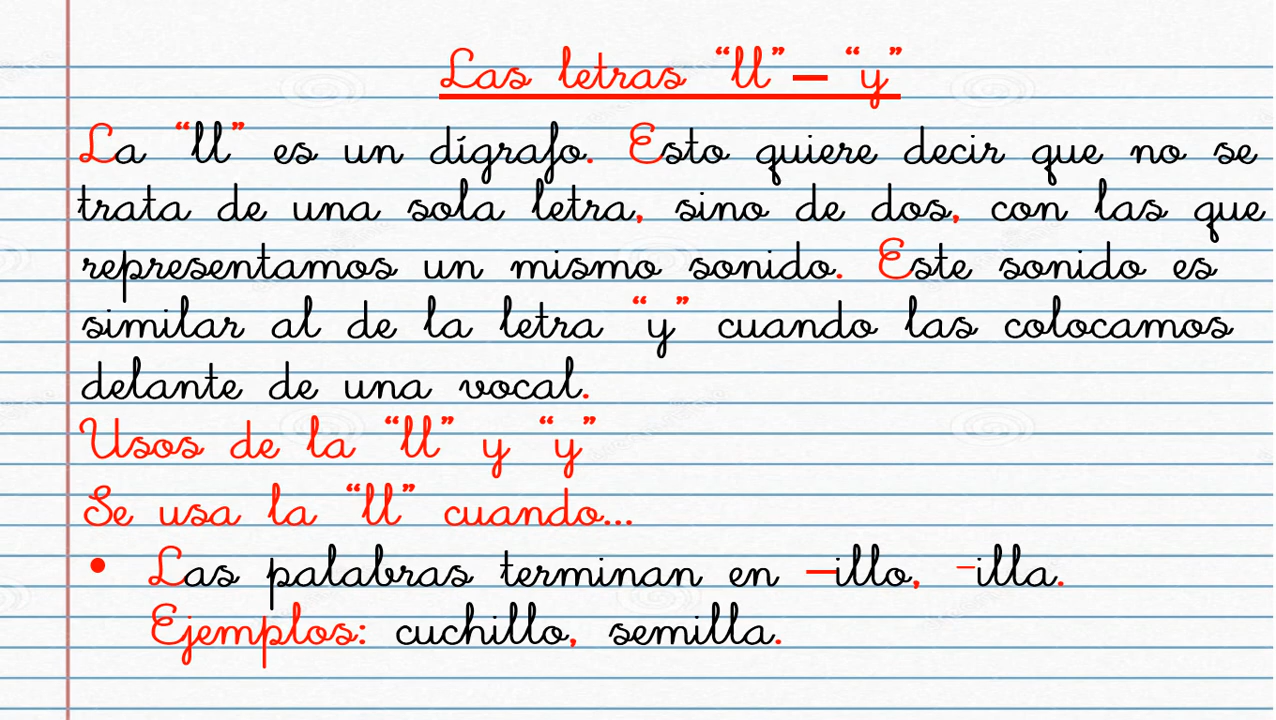 Las letras “ll” – “y”
La “ll” es un dígrafo. Esto quiere decir que no se
trata de una sola letra, sino de dos, con las que
representamos un mismo sonido. Este sonido es
similar al de la letra “y” cuando las colocamos
delante de una vocal.
Usos de la “ll” y “y”
Se usa la “ll” cuando...
• Las palabras terminan en –illo, –illa.
Ejemplos: cuchillo, semilla.